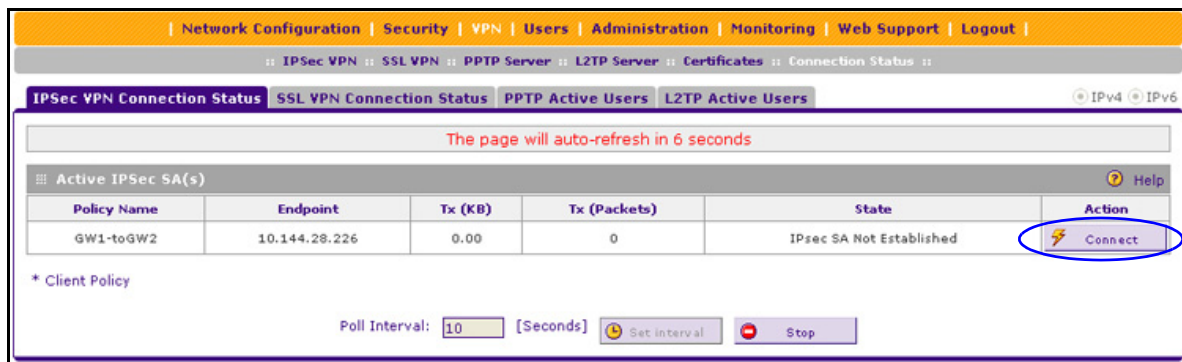 | Network Configuration | Security | VPN | Users | Administration | Monitoring | Web Support | Logout |
:: IPSec VPN :: SSL VPN :: PPTP Server :: L2TP Server :: Certificates :: Connection Status ::
IPSec VPN Connection Status SSL VPN Connection Status PPTP Active Users L2TP Active Users IPv4 IPv6
The page will auto-refresh in 6 seconds
Active IPSec SA(s) ? Help
Policy Name Endpoint Tx (KB) Tx (Packets) State Action
GW1-toGW2 10.144.28.226 0.00 0 IPsec SA Not Established Connect
* Client Policy
Poll Interval: 10 [Seconds] Set interval Stop